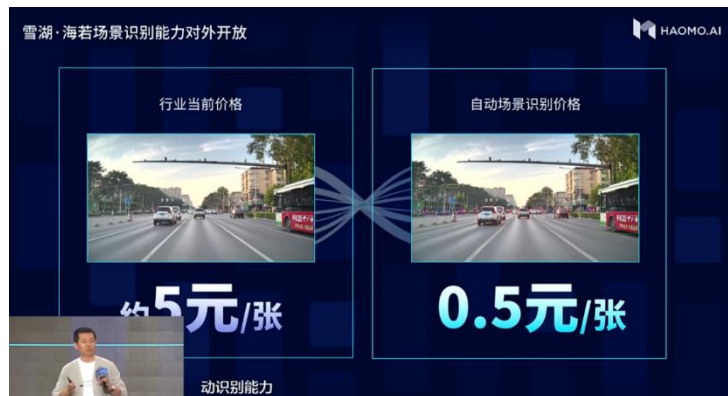 雪湖·海若场景识别能力对外开放
HAOMO.AI
行业当前价格
自动场景识别价格
约5元/张
0.5元/张
动识别能力